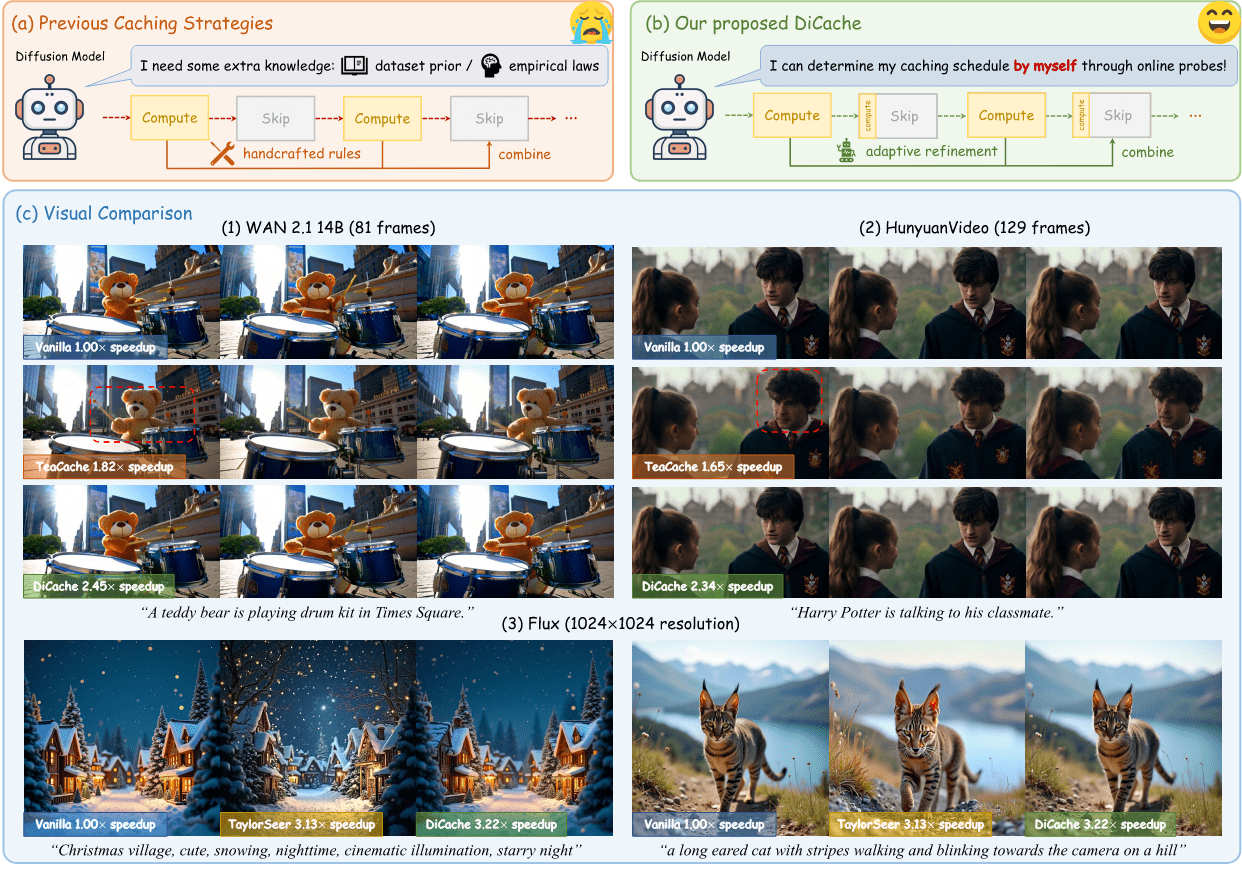 (a) Previous Caching Strategies
Diffusion Model
I need some extra knowledge: dataset prior / empirical laws
Compute
Skip
Compute
Skip
...
handcrafted rules
combine
(b) Our proposed DiCache
Diffusion Model
I can determine my caching schedule by myself through online probes!
Compute
compute
Skip
Compute
compute
Skip
...
adaptive refinement
combine
(c) Visual Comparison
(1) WAN 2.1 14B (81 frames)
Vanilla 1.00× speedup
TeaCache 1.82× speedup
DiCache 2.45× speedup
“A teddy bear is playing drum kit in Times Square.”
(2) HunyuanVideo (129 frames)
Vanilla 1.00× speedup
TeaCache 1.65× speedup
DiCache 2.34× speedup
“Harry Potter is talking to his classmate.”
(3) Flux (1024×1024 resolution)
Vanilla 1.00× speedup
TaylorSeer 3.13× speedup
DiCache 3.22× speedup
“Christmas village, cute, snowing, nighttime, cinematic illumination, starry night”
Vanilla 1.00× speedup
TaylorSeer 3.13× speedup
DiCache 3.22× speedup
“a long eared cat with stripes walking and blinking towards the camera on a hill”